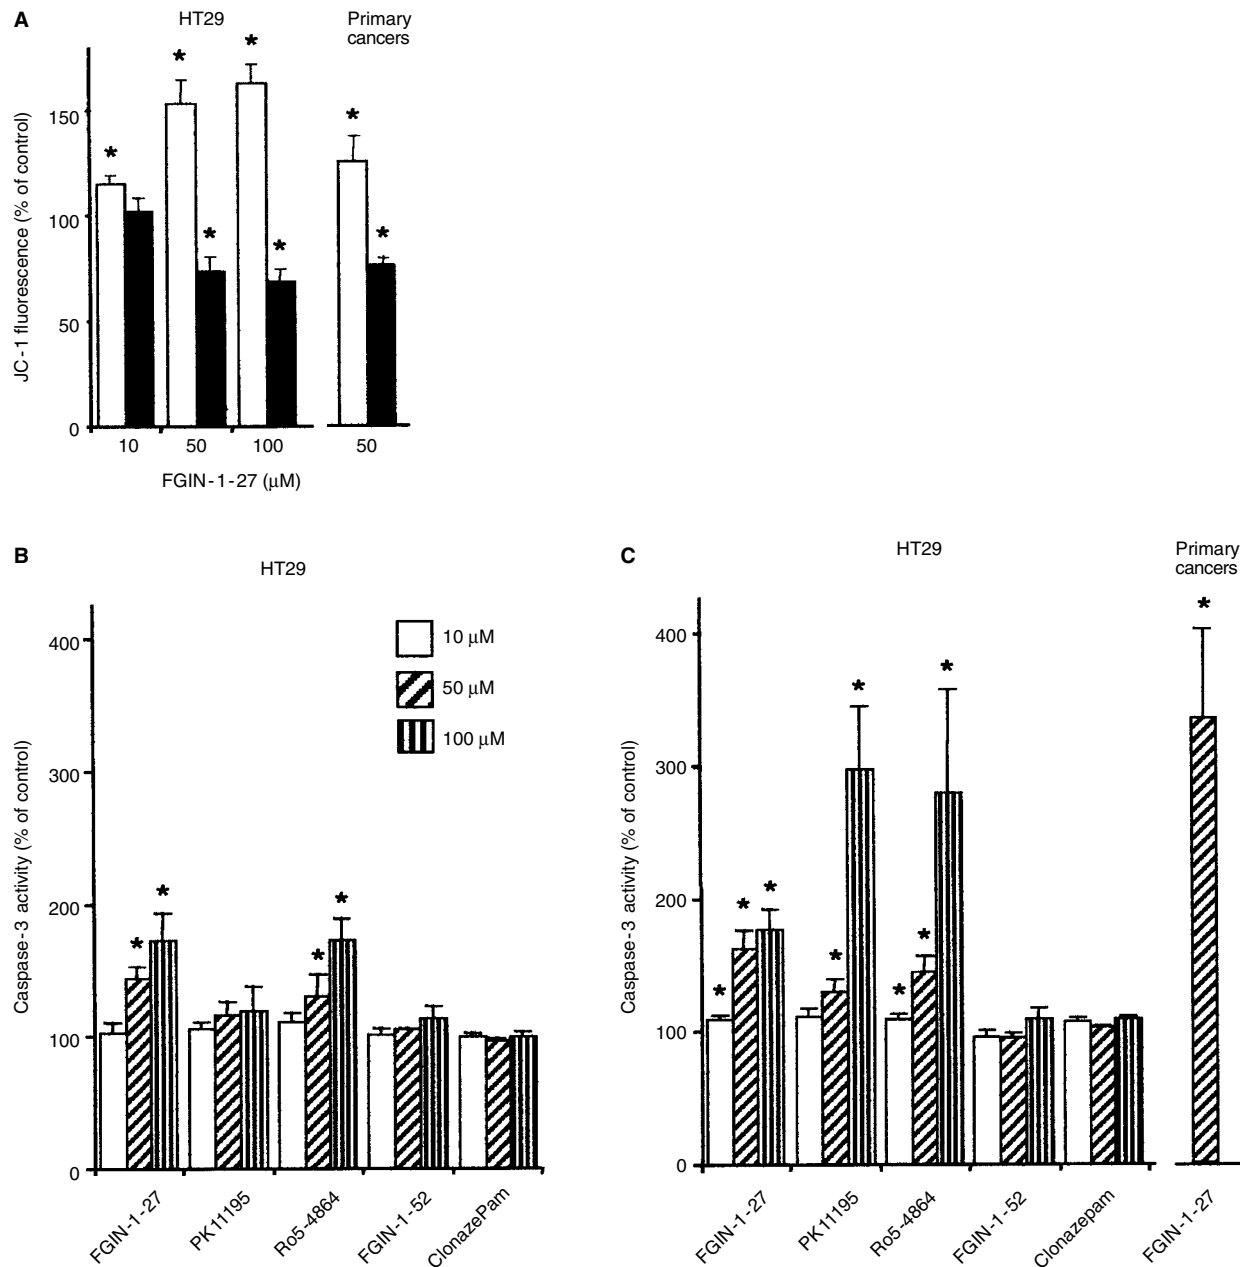 A
HT29
Primary
cancers
JC-1 fluorescence (% of control)
150
100
50
0
10
50
100
50
FGIN-1-27 (μM)
B
HT29
10 μM
50 μM
100 μM
Caspase-3 activity (% of control)
400
300
200
100
0
FGIN-1-27
PK11195
Ro5-4864
FGIN-1-52
ClonazePam
C
HT29
Primary
cancers
Caspase-3 activity (% of control)
400
300
200
100
0
FGIN-1-27
PK11195
Ro5-4864
FGIN-1-52
Clonazepam
FGIN-1-27